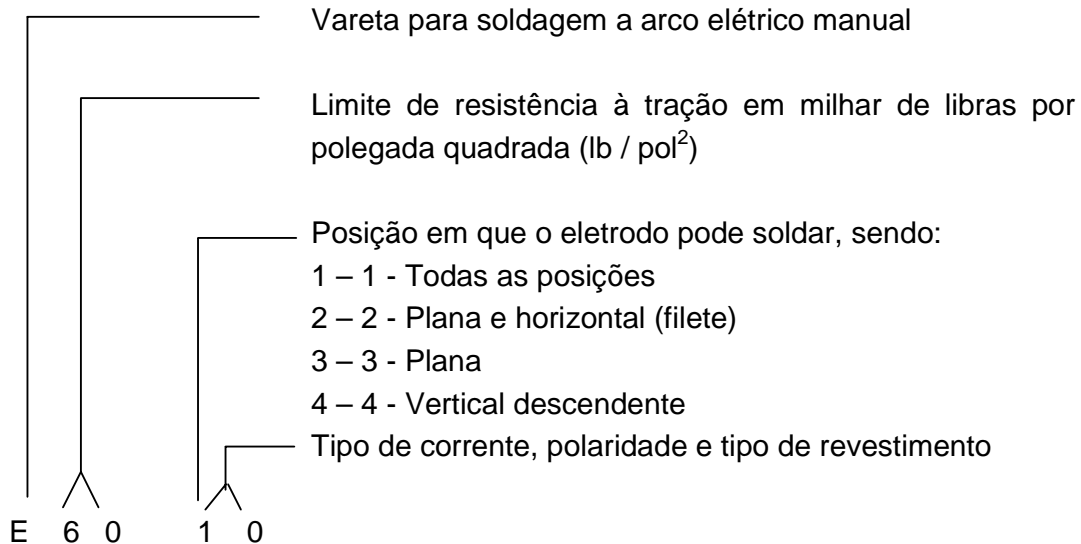 Vareta para soldagem a arco elétrico manual
Limite de resistência à tração em milhar de libras por
polegada quadrada (lb / pol²)
Posição em que o eletrodo pode soldar, sendo:
1 – 1 - Todas as posições
2 – 2 - Plana e horizontal (filete)
3 – 3 - Plana
4 – 4 - Vertical descendente
Tipo de corrente, polaridade e tipo de revestimento
E 6 0 1 0